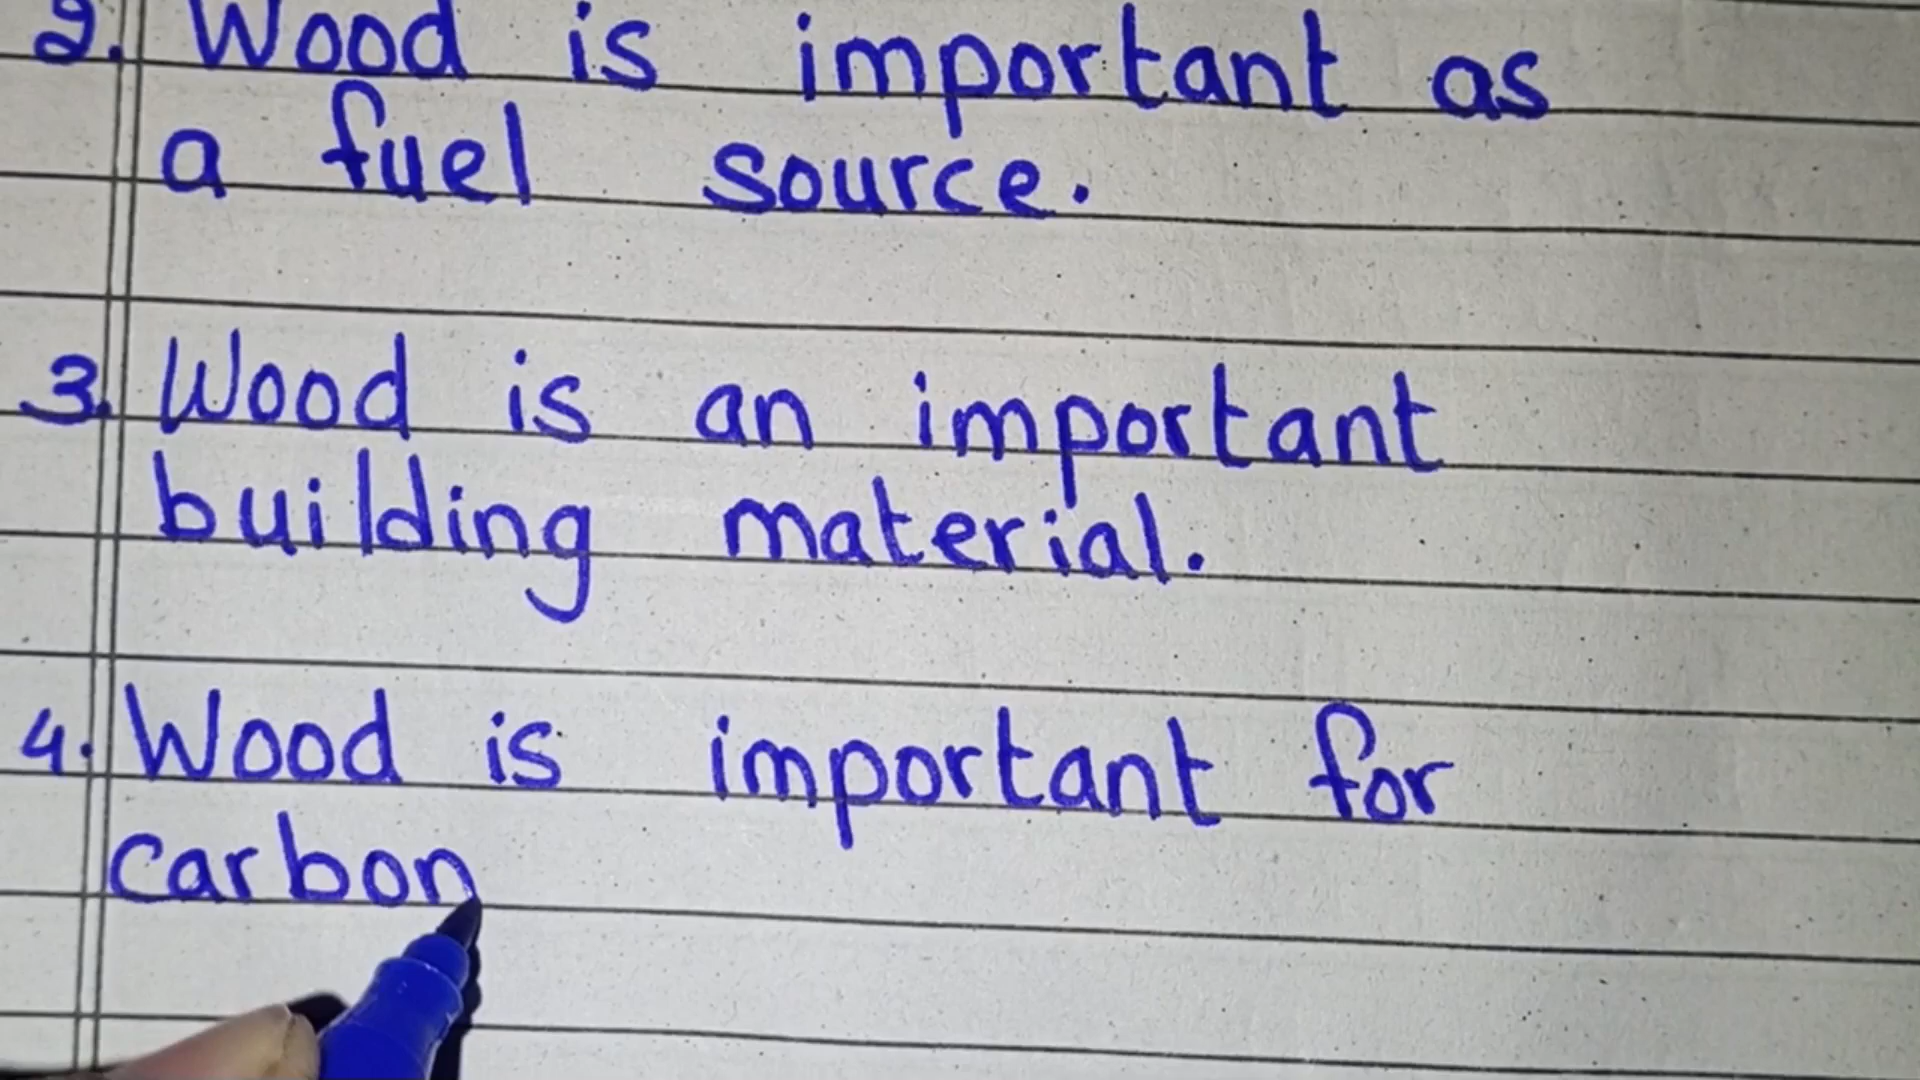 2. Wood is important as
a fuel source.
3. Wood is an important
building material.
4. Wood is important for
carbon